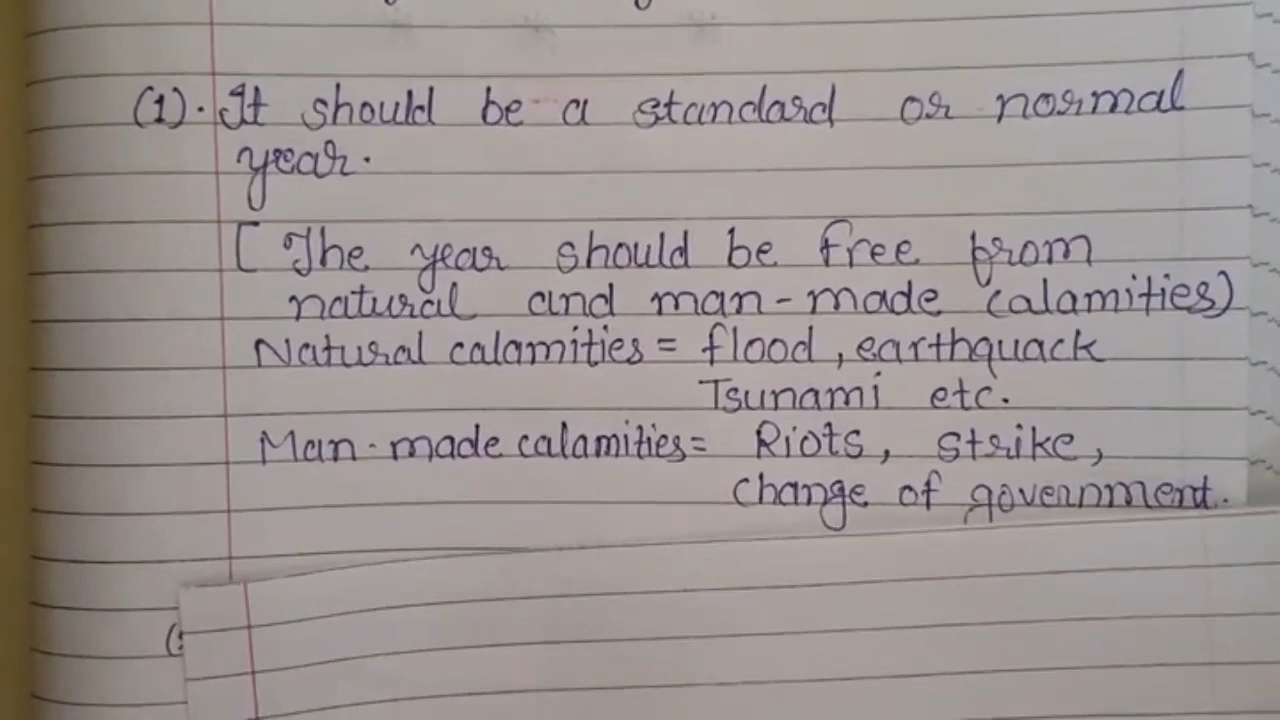 (1). It should be a standard or normal
year.
[ The year should be free from
natural and man-made calamities)
Natural calamities = flood, earthquack
Tsunami etc.
Man-made calamities = Riots, strike,
change of government.